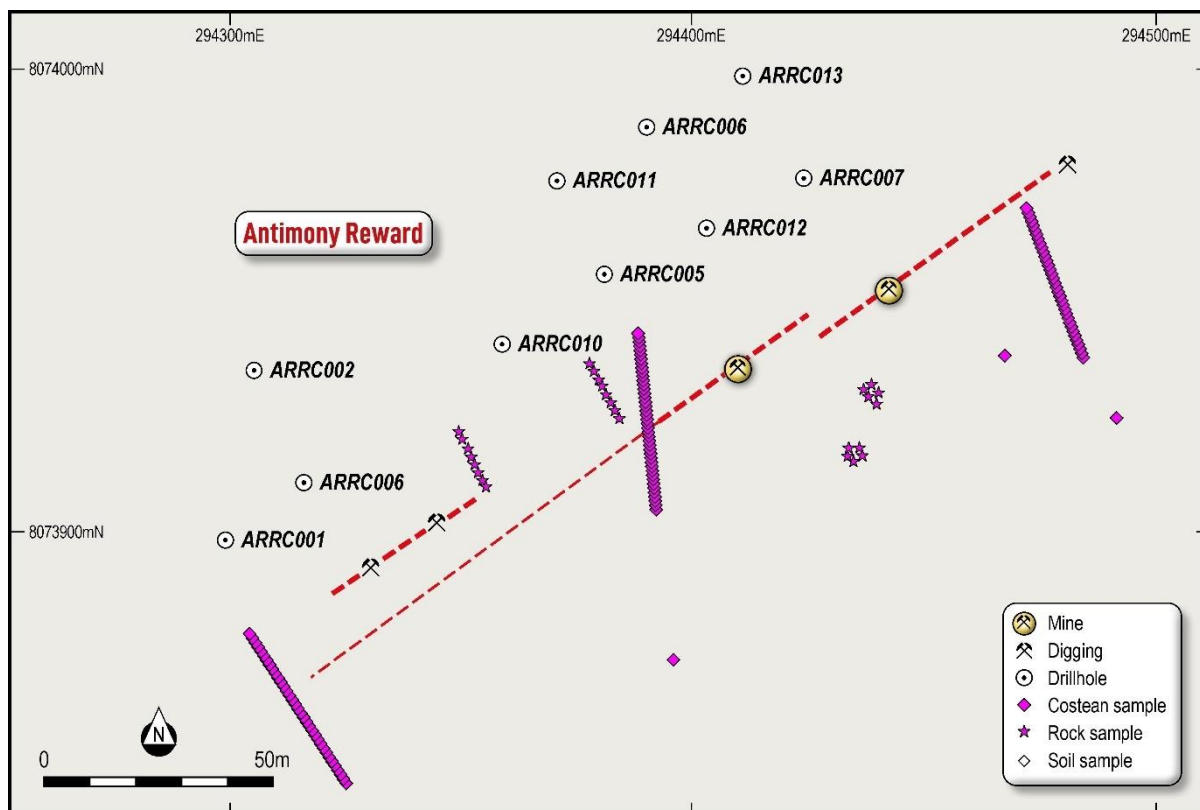 294300mE
294400mE
294500mE
8074000mN
ARRC013
ARRC006
ARRC011
ARRC007
Antimony Reward
ARRC012
ARRC005
ARRC010
ARRC002
ARRC006
8073900mN
ARRC001
Mine
Digging
Drillhole
Costean sample
Rock sample
Soil sample
N
0
50m